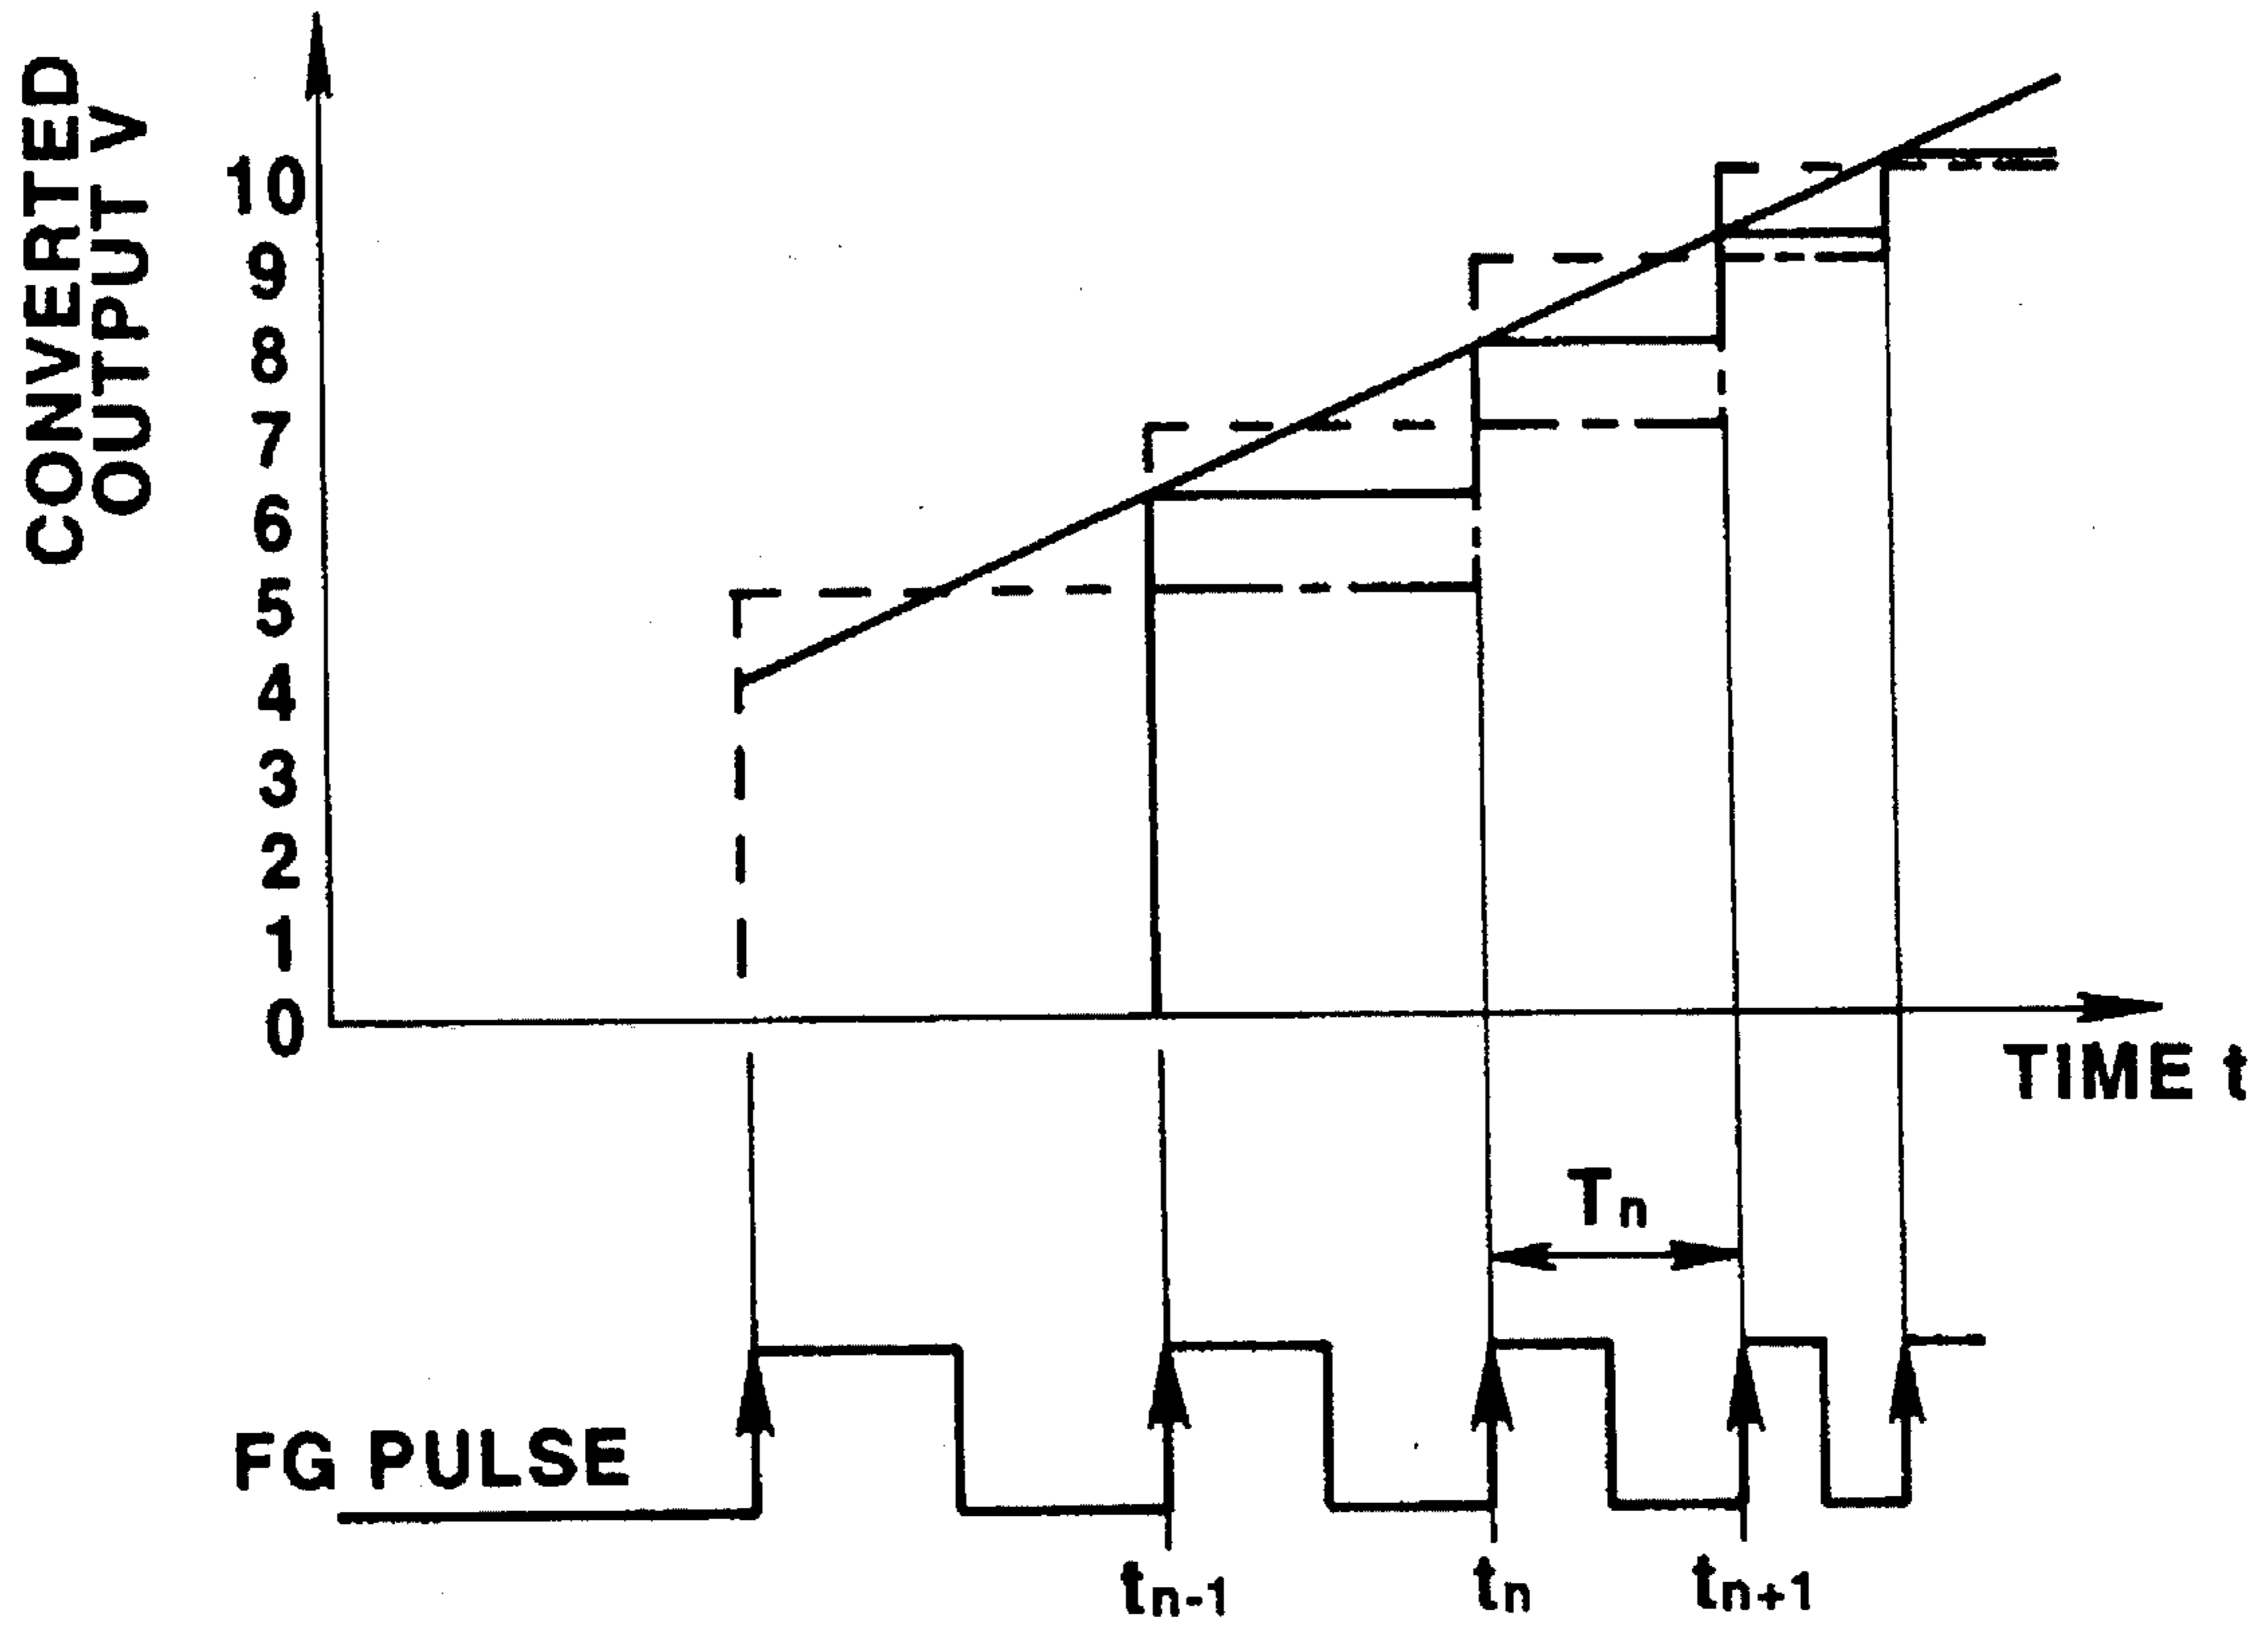 CONVERTED
OUTPUT V
10
9
8
7
6
5
4
3
2
1
0
TIME t
Tn
FG PULSE
tn-1
tn
tn+1